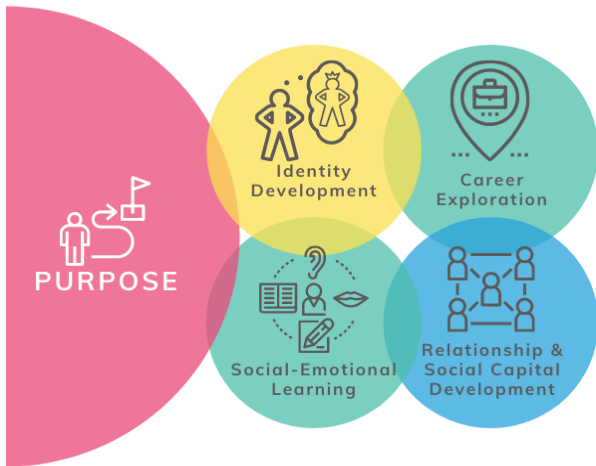 PURPOSE
Identity
Development
Career
Exploration
Social-Emotional
Learning
Relationship &
Social Capital
Development